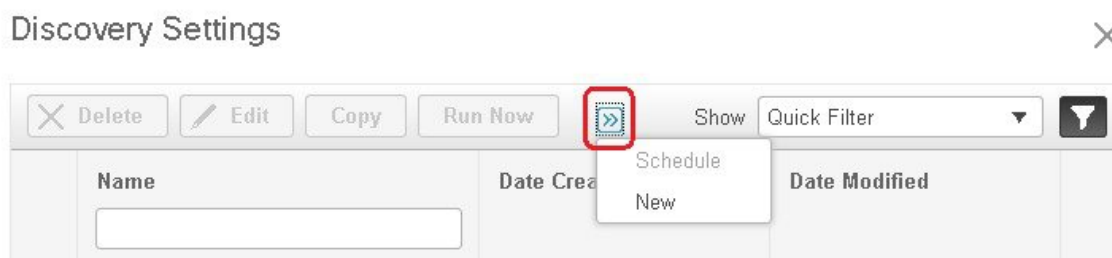 Discovery Settings
Delete Edit Copy Run Now Show Quick Filter
Schedule
Name Date Crea Date Modified
New